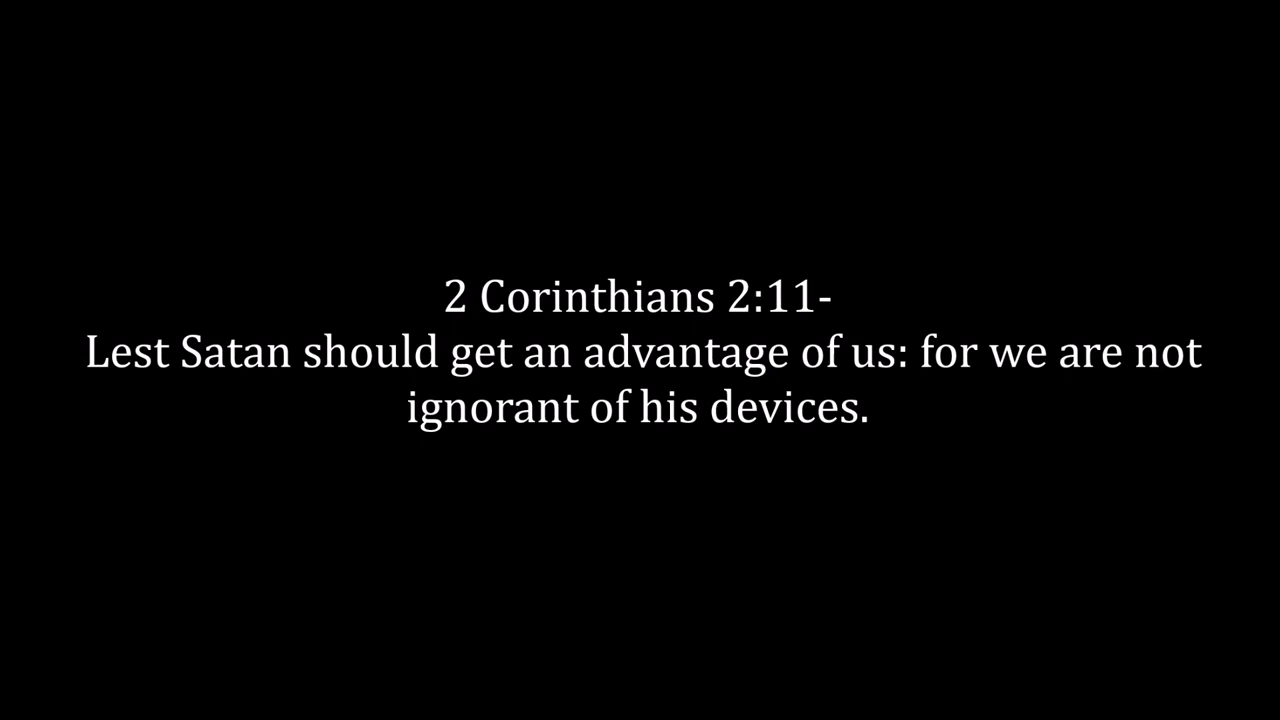 2 Corinthians 2:11-
Lest Satan should get an advantage of us: for we are not
ignorant of his devices.